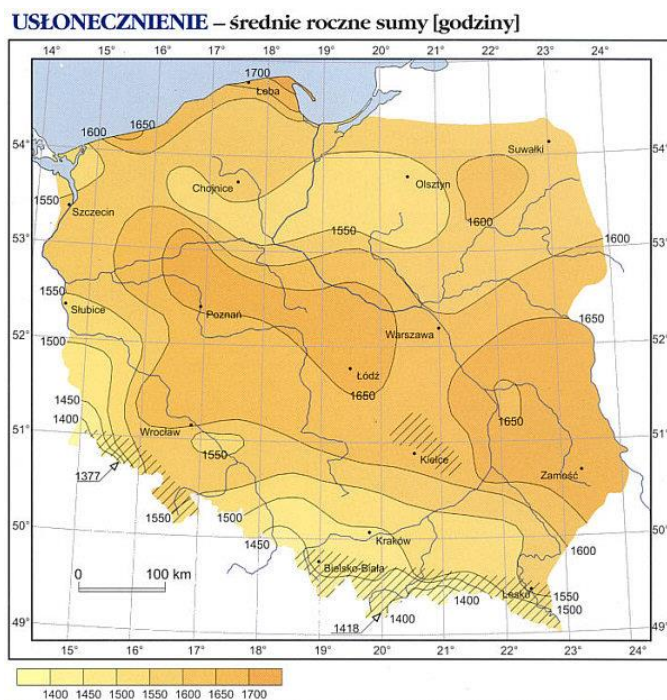 USŁONECZNIENIE – średnie roczne sumy [godziny]
14° 15° 16° 17° 18° 19° 20° 21° 22° 23° 24°
1700
Łeba
1650
1600
54° 54°
Suwałki
Chojnice
Olsztyn
1550
Szczecin
1600
1550
53° 1600 53°
1550
Słubice
Poznań
1650
Warszawa
52° 52°
1500
Łódź
1650
1450
1400
1650
Wrocław
51° 51°
1550
Kielce
Zamość
1377
1550
1500
50° 50°
1450
Kraków
1600
Bielsko-Biała
0 100 km
Lesko
1550
1500
1400
1400
1418
49° 49°
15° 16° 17° 18° 19° 20° 21° 22° 23° 24°
1400 1450 1500 1550 1600 1650 1700